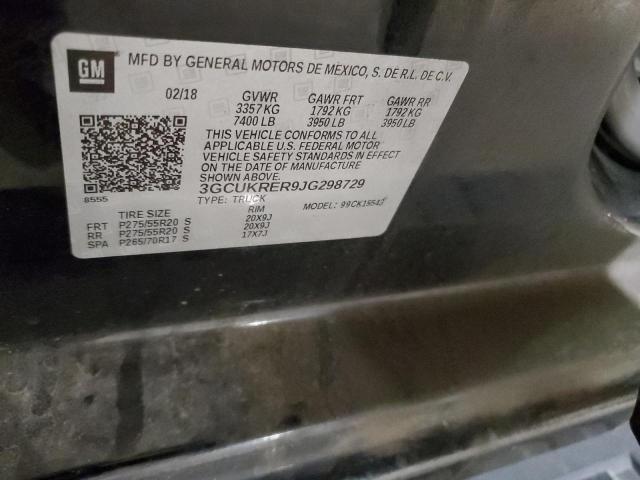 GM
MFD BY GENERAL MOTORS DE MEXICO, S. DE R.L. DE C.V.
02/18 GVWR GAWR FRT GAWR RR
3357 KG 1792 KG 1792 KG
7400 LB 3950 LB 3950 LB
THIS VEHICLE CONFORMS TO ALL
APPLICABLE U.S. FEDERAL MOTOR
VEHICLE SAFETY STANDARDS IN EFFECT
ON THE DATE OF MANUFACTURE
SHOWN ABOVE.
3GCUKRER9JG298729
8555
TYPE: TRUCK MODEL: 99CK15543
TIRE SIZE RIM
FRT P275/55R20 S 20X9J
RR P275/55R20 S 20X9J
SPA P265/70R17 S 17X7J